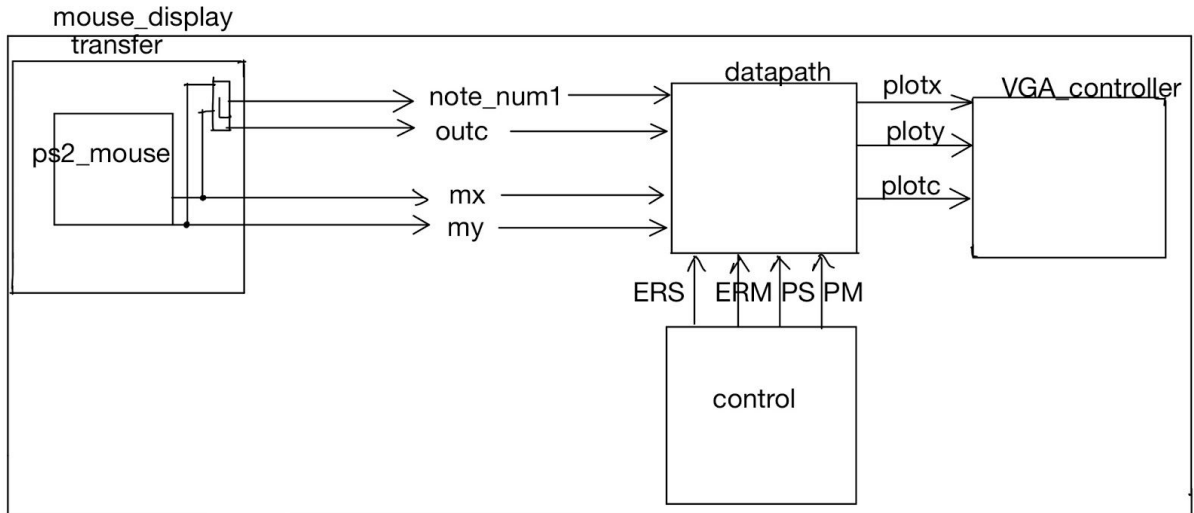 mouse_display
transfer
ps2_mouse
note_num1
outc
mx
my
datapath
plotx
ploty
plotc
VGA_controller
ERS
ERM
PS
PM
control